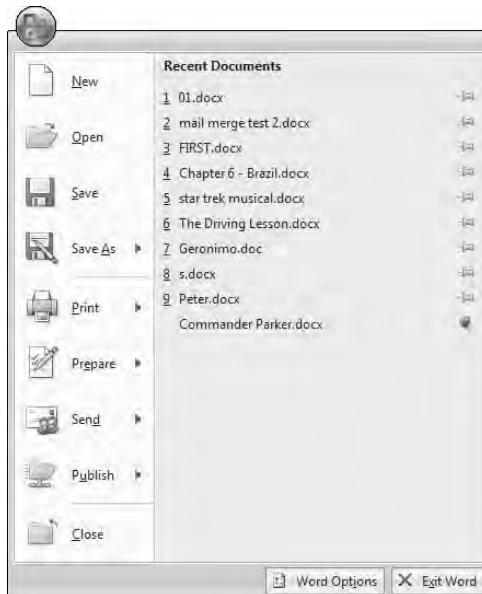 New
Open
Save
Save As
Print
Prepare
Send
Publish
Close
Recent Documents
1 01.docx
2 mail merge test 2.docx
3 FIRST.docx
4 Chapter 6 - Brazil.docx
5 star trek musical.docx
6 The Driving Lesson.docx
7 Geronimo.doc
8 s.docx
9 Peter.docx
Commander Parker.docx
Word Options
Exit Word